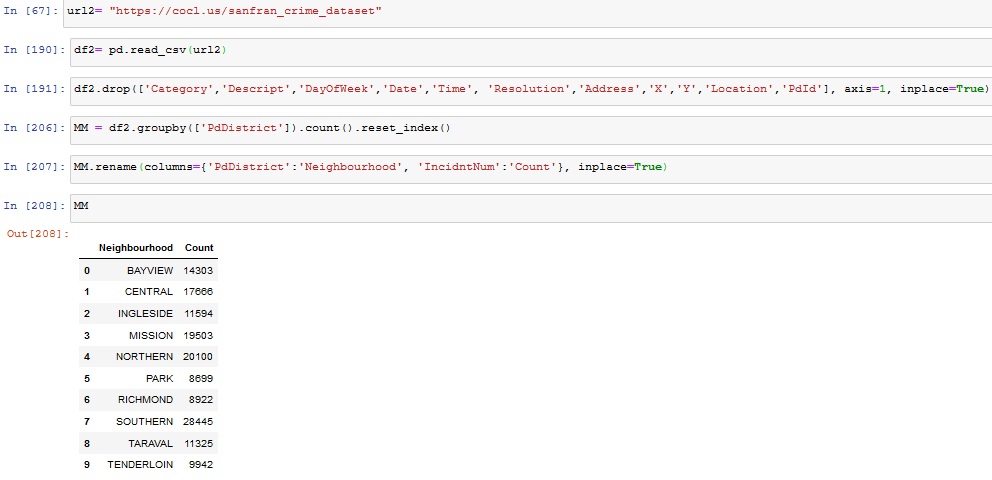 In [67]: url2= "https://cocl.us/sanfran_crime_dataset"
In [190]: df2= pd.read_csv(url2)
In [191]: df2.drop(['Category','Descript','DayOfWeek','Date','Time', 'Resolution','Address','X','Y','Location','PdId'], axis=1, inplace=True)
In [206]: MM = df2.groupby(['PdDistrict']).count().reset_index()
In [207]: MM.rename(columns={'PdDistrict':'Neighbourhood', 'IncidntNum':'Count'}, inplace=True)
In [208]: MM
Out[208]:
Neighbourhood Count
0 BAYVIEW 14303
1 CENTRAL 17666
2 INGLESIDE 11594
3 MISSION 19503
4 NORTHERN 20100
5 PARK 8699
6 RICHMOND 8922
7 SOUTHERN 28445
8 TARAVAL 11325
9 TENDERLOIN 9942